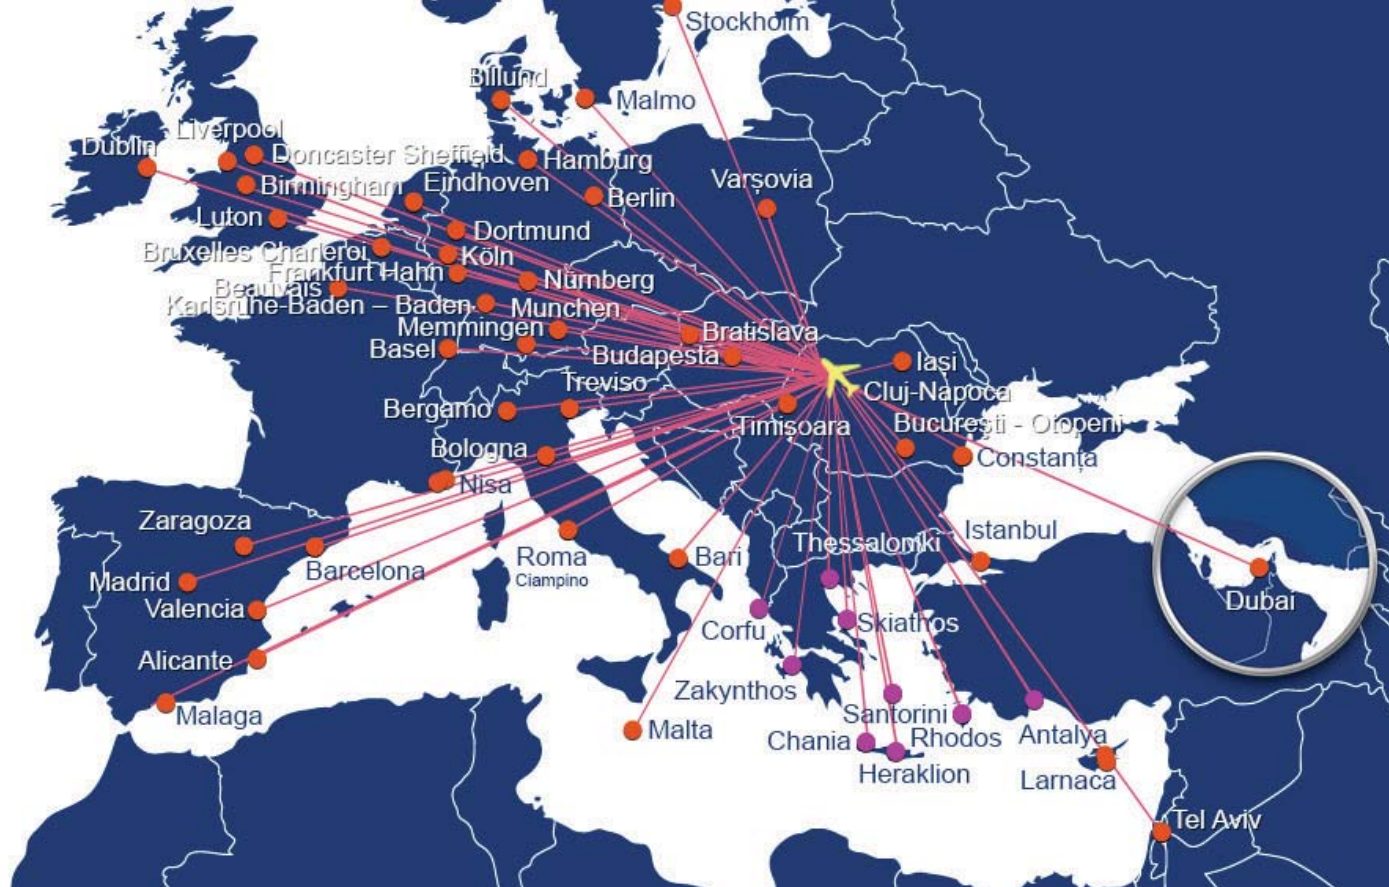 Stockholm
Billund
Malmo
Liverpool
Dublin
Doncaster Sheffield
Hamburg
Varșovia
Birmingham
Eindhoven
Berlin
Luton
Dortmund
Bruxelles Charleroi
Köln
Frankfurt Hahn
Nürnberg
Beauvais
Karlsruhe-Baden – Baden
Munchen
Memmingen
Bratislava
Basel
Budapesta
Iași
Treviso
Cluj-Napoca
Bergamo
Timisoara
București - Otopeni
Bologna
Constanța
Nisa
Zaragoza
Istanbul
Thessaloniki
Roma
Ciampino
Bari
Barcelona
Madrid
Dubai
Valencia
Corfu
Skiathos
Alicante
Zakynthos
Malaga
Santorini
Malta
Chania
Rhodos
Antalya
Heraklion
Larnaca
Tel Aviv